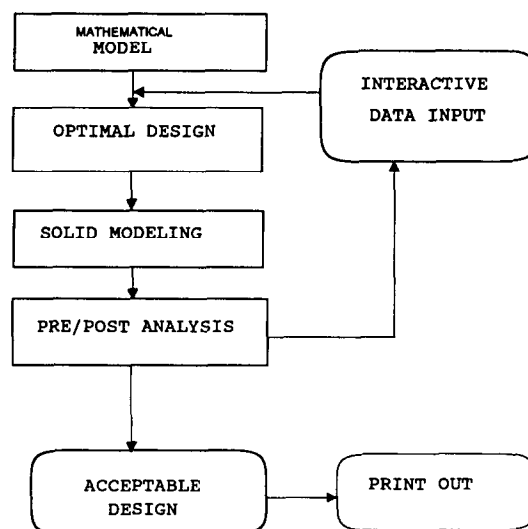 MATHEMATICAL
MODEL
INTERACTIVE
DATA INPUT
OPTIMAL DESIGN
SOLID MODELING
PRE/POST ANALYSIS
ACCEPTABLE
DESIGN
PRINT OUT